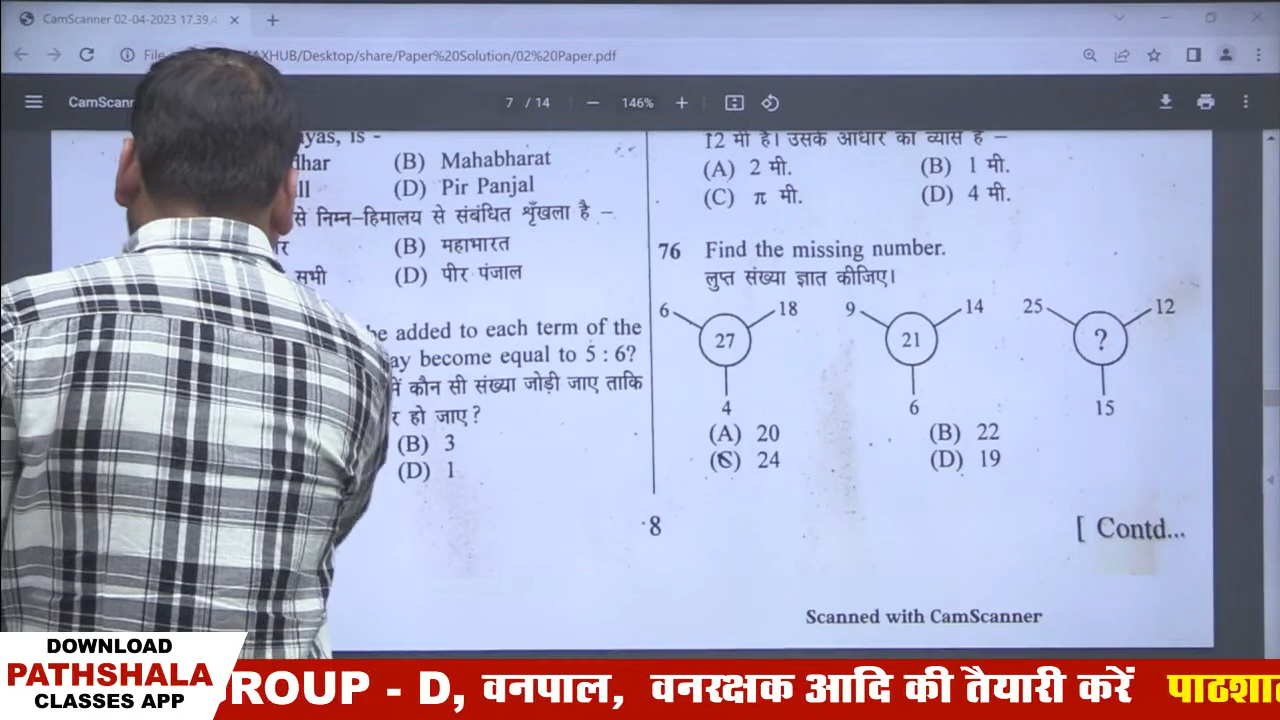 CamScanner 02-04-2023 17.39.4
File
AXHUB/Desktop/share/Paper%20Solution/02%20Paper.pdf
CamScann
7 / 14
146%
yas, is -
dhar (B) Mahabharat
ll (D) Pir Panjal
से निम्न-हिमालय से संबंधित शृँखला है –
र (B) महाभारत
सभी (D) पीर पंजाल
be added to each term of the
ay become equal to 5 : 6?
में कौन सी संख्या जोड़ी जाए ताकि
र हो जाए?
(B) 3
(D) 1
12 मी है। उसके आधार का व्यास है –
(A) 2 मी. (B) 1 मी.
(C) π मी. (D) 4 मी.
76 Find the missing number.
लुप्त संख्या ज्ञात कीजिए।
6 18 9 14 25 12
27 21 ?
4 6 15
(A) 20 (B) 22
(C) 24 (D) 19
8
[ Contd...
Scanned with CamScanner
DOWNLOAD
PATHSHALA
CLASSES APP
ROUP - D, वनपाल, वनरक्षक आदि की तैयारी करें पाठशा